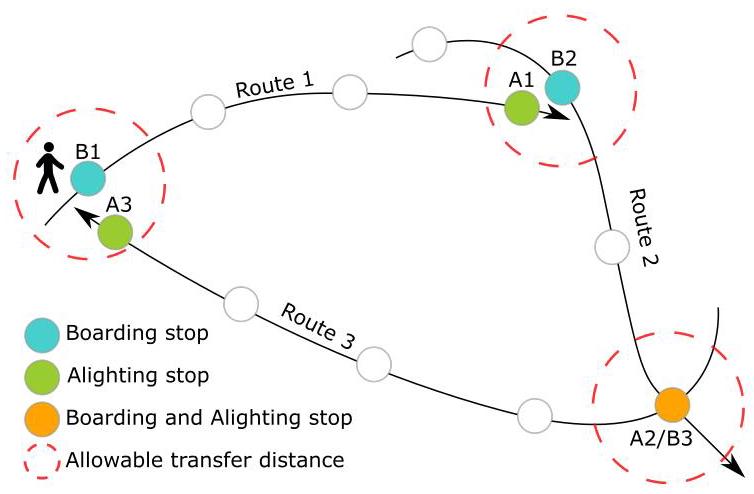 B2
A1
Route 1
B1
A3
Route 2
Route 3
A2/B3
Boarding stop
Alighting stop
Boarding and Alighting stop
Allowable transfer distance